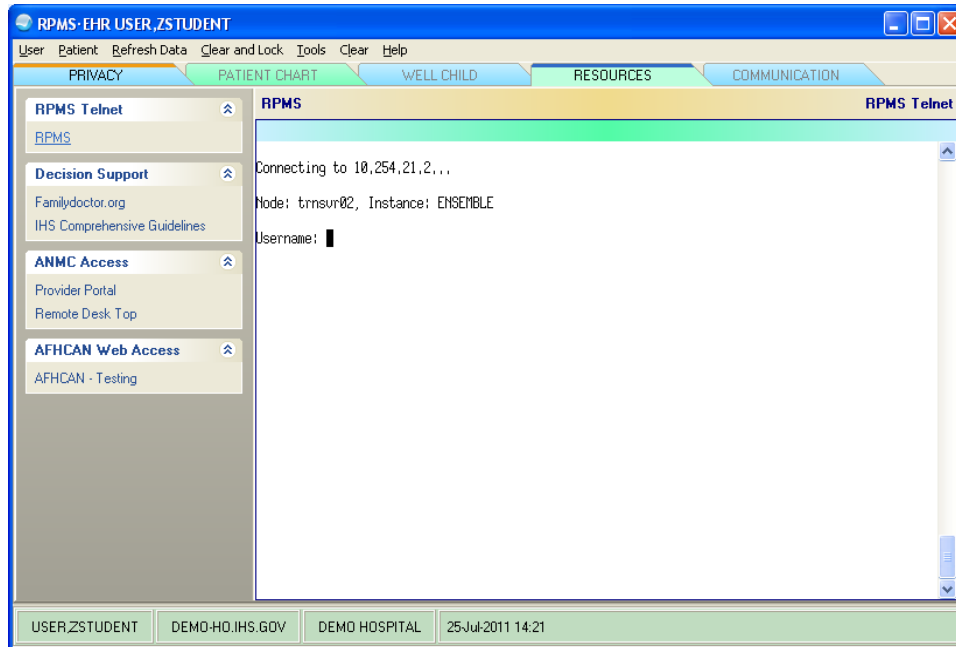 RPMS-EHR USER,ZSTUDENT
User Patient Refresh Data Clear and Lock Tools Clear Help
PRIVACY PATIENT CHART WELL CHILD RESOURCES COMMUNICATION
RPMS Telnet
RPMS
Decision Support
Familydoctor.org
IHS Comprehensive Guidelines
ANMC Access
Provider Portal
Remote Desk Top
AFHCAN Web Access
AFHCAN - Testing
RPMS RPMS Telnet
Connecting to 10,254,21,2,,,
Node: trnsvr02, Instance: ENSEMBLE
Username:
USER,ZSTUDENT DEMO-HO.IHS.GOV DEMO HOSPITAL 25-Jul-2011 14:21